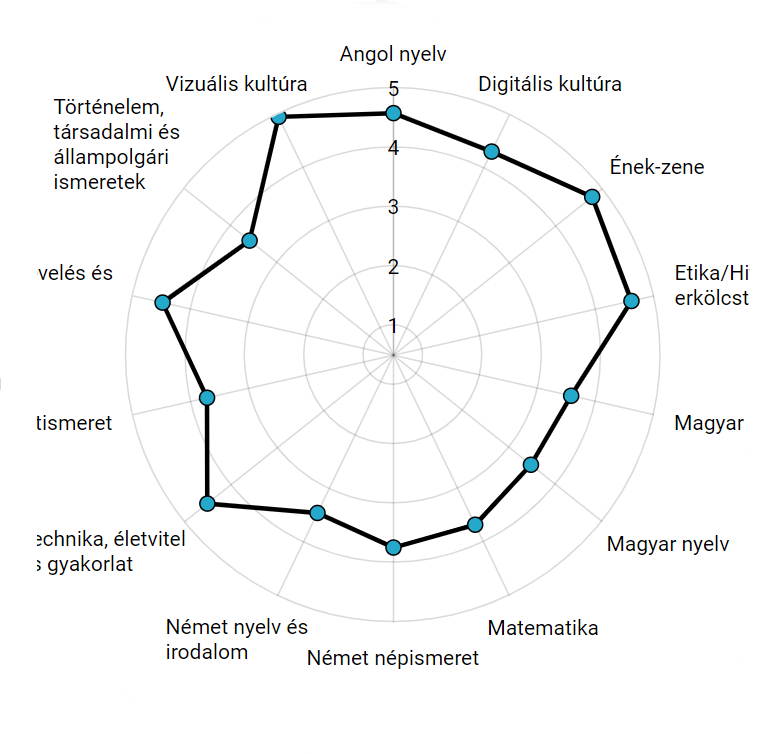 Angol nyelv
Vizuális kultúra
Digitális kultúra
5
Történelem,
társadalmi és
állampolgári
ismeretek
4
Ének-zene
3
velés és
Etika/Hi
erkölcst
2
1
tismeret
Magyar
echnika, életvitel
s gyakorlat
Magyar nyelv
Német nyelv és
irodalom
Matematika
Német népismeret